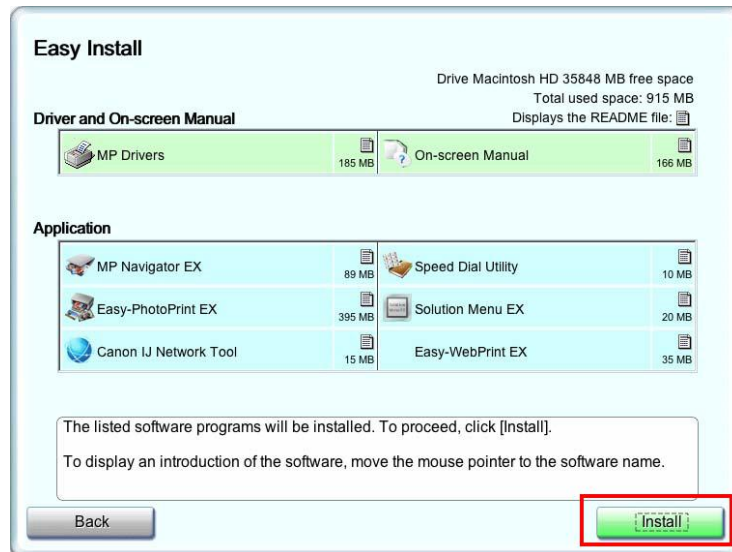 Easy Install
Drive Macintosh HD 35848 MB free space
Total used space: 915 MB
Driver and On-screen Manual
Displays the README file:
MP Drivers
185 MB
On-screen Manual
166 MB
Application
MP Navigator EX
89 MB
Speed Dial Utility
10 MB
Easy-PhotoPrint EX
395 MB
Solution Menu EX
20 MB
Canon IJ Network Tool
15 MB
Easy-WebPrint EX
35 MB
The listed software programs will be installed. To proceed, click [Install].
To display an introduction of the software, move the mouse pointer to the software name.
Back
Install